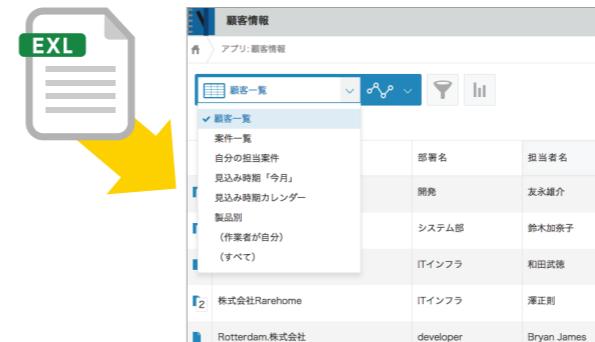 EXL
顧客情報
アプリ: 顧客情報
顧客一覧
顧客一覧
案件一覧
自分の担当案件
見込み時期「今月」
見込み時期カレンダー
製品別
（作業者が自分）
（すべて）
部署名 担当者名
開発 友永雄介
システム部 鈴木加奈子
ITインフラ 和田武徳
2 株式会社Rarehome ITインフラ 澤正則
Rotterdam.株式会社 developer Bryan James